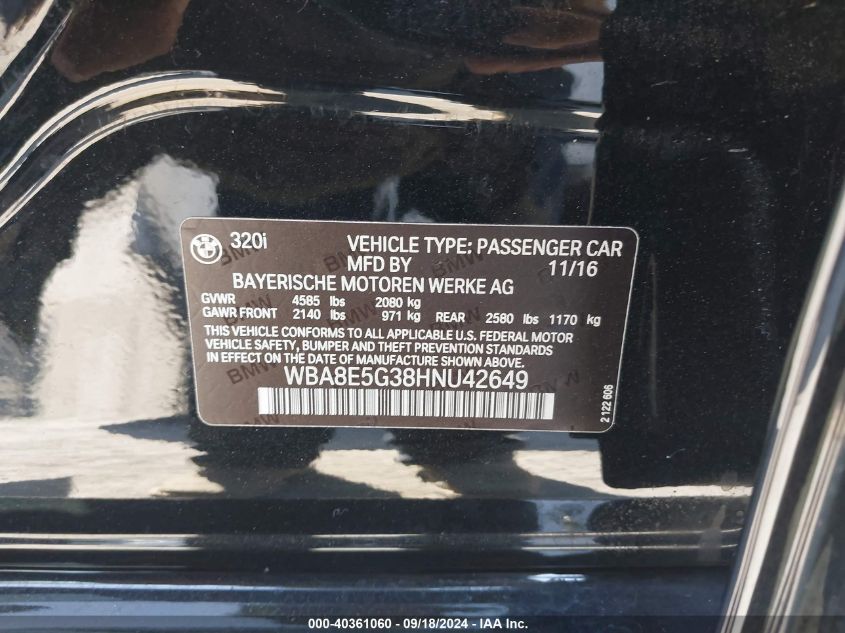 320i VEHICLE TYPE: PASSENGER CAR
MFD BY 11/16
BAYERISCHE MOTOREN WERKE AG
GVWR 4585 lbs 2080 kg
GAWR FRONT 2140 lbs 971 kg REAR 2580 lbs 1170 kg
THIS VEHICLE CONFORMS TO ALL APPLICABLE U.S. FEDERAL MOTOR
VEHICLE SAFETY, BUMPER AND THEFT PREVENTION STANDARDS
IN EFFECT ON THE DATE OF MANUFACTURE SHOWN ABOVE.
WBA8E5G38HNU42649
2 122 606
000-40361060 - 09/18/2024 - IAA Inc.